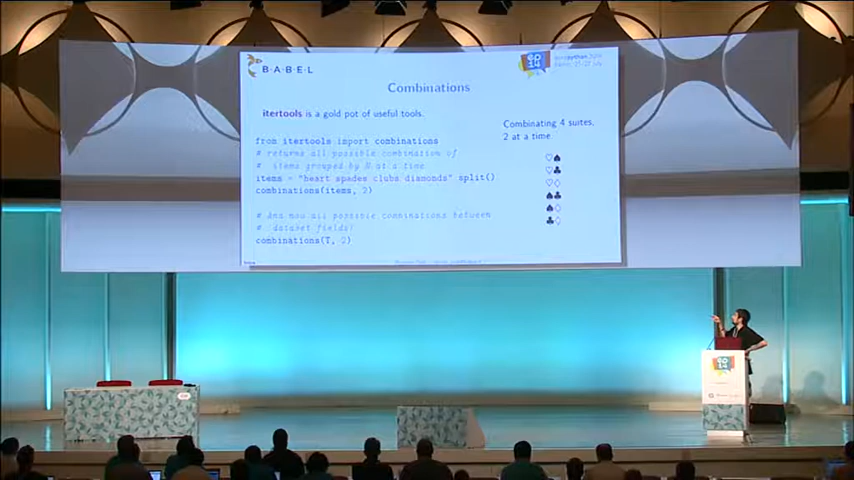 B·A·B·E·L
Combinations
itertools is a gold pot of useful tools.
from itertools import combinations
# returns all possible combination of
# items grouped by N at a time
items = "heart spades clubs diamonds".split()
combinations(items, 2)
# And now all possible combinations between
# dataset fields!
combinations(T, 2)
Combinating 4 suites,
2 at a time
♡♠
♡♣
♡♢
♠♣
♠♢
♣♢